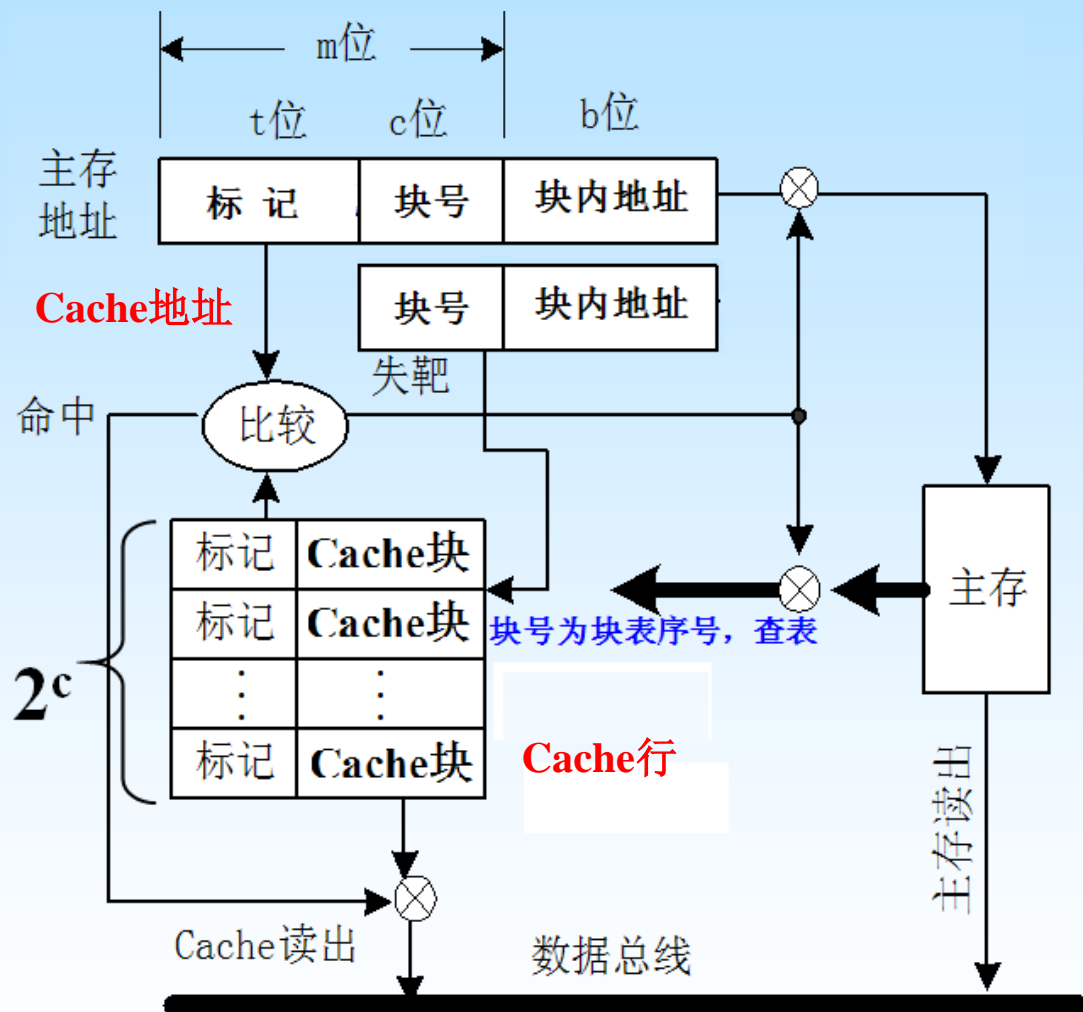 m位
t位 c位 b位
主存
地址
标 记 块号 块内地址
Cache地址
块号 块内地址
失靶
命中
比较
标记 Cache块
标记 Cache块
块号为块表序号，查表
主存
2ᶜ
⋮ ⋮
标记 Cache块
Cache行
主存读出
Cache读出
数据总线